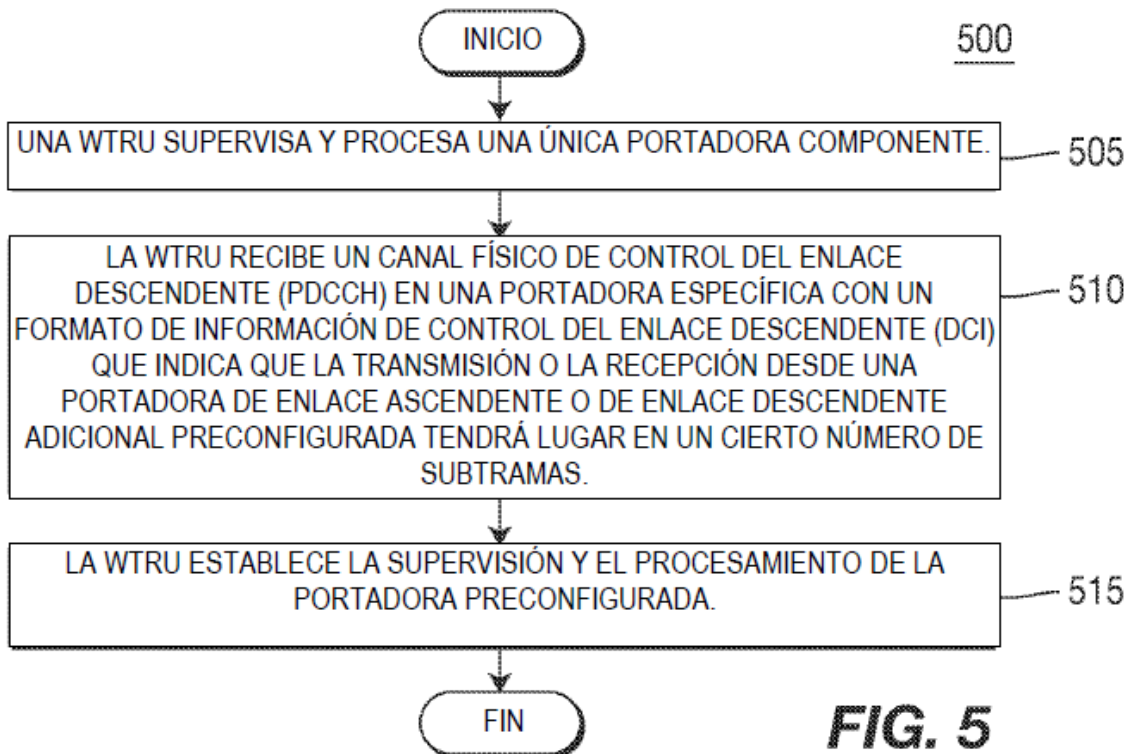 INICIO
500
UNA WTRU SUPERVISA Y PROCESA UNA ÚNICA PORTADORA COMPONENTE.
505
LA WTRU RECIBE UN CANAL FÍSICO DE CONTROL DEL ENLACE
DESCENDENTE (PDCCH) EN UNA PORTADORA ESPECÍFICA CON UN
FORMATO DE INFORMACIÓN DE CONTROL DEL ENLACE DESCENDENTE (DCI)
QUE INDICA QUE LA TRANSMISIÓN O LA RECEPCIÓN DESDE UNA
PORTADORA DE ENLACE ASCENDENTE O DE ENLACE DESCENDENTE
ADICIONAL PRECONFIGURADA TENDRÁ LUGAR EN UN CIERTO NÚMERO DE
SUBTRAMAS.
510
LA WTRU ESTABLECE LA SUPERVISIÓN Y EL PROCESAMIENTO DE LA
PORTADORA PRECONFIGURADA.
515
FIN
FIG. 5